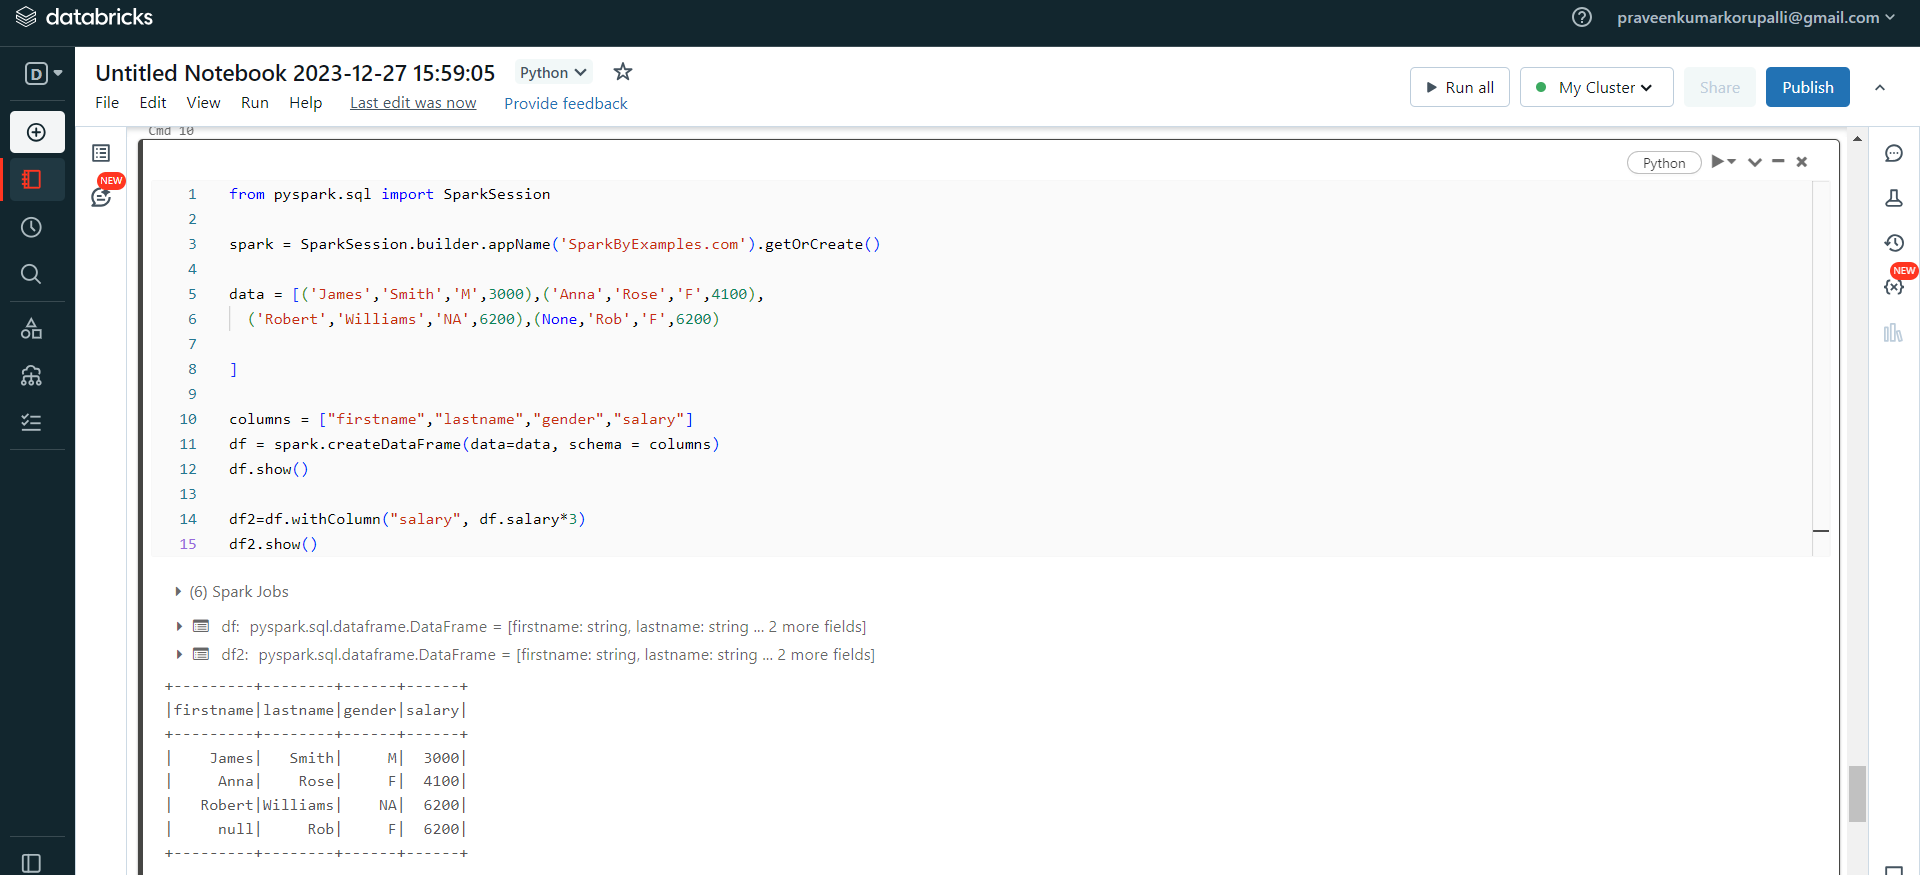 databricks
praveenkumarkorupalli@gmail.com
D
Untitled Notebook 2023-12-27 15:59:05 Python
Run all My Cluster Share Publish
File Edit View Run Help Last edit was now Provide feedback
Cmd 10
NEW
Python
1 from pyspark.sql import SparkSession
2
3 spark = SparkSession.builder.appName('SparkByExamples.com').getOrCreate()
NEW
4
5 data = [('James','Smith','M',3000),('Anna','Rose','F',4100),
6 ('Robert','Williams','NA',6200),(None,'Rob','F',6200)
7
8 ]
9
10 columns = ["firstname","lastname","gender","salary"]
11 df = spark.createDataFrame(data=data, schema = columns)
12 df.show()
13
14 df2=df.withColumn("salary", df.salary*3)
15 df2.show()
(6) Spark Jobs
df: pyspark.sql.dataframe.DataFrame = [firstname: string, lastname: string ... 2 more fields]
df2: pyspark.sql.dataframe.DataFrame = [firstname: string, lastname: string ... 2 more fields]
+---------+--------+------+------+
|firstname|lastname|gender|salary|
+---------+--------+------+------+
|    James|   Smith|     M|  3000|
|     Anna|    Rose|     F|  4100|
|   Robert|Williams|    NA|  6200|
|     null|     Rob|     F|  6200|
+---------+--------+------+------+